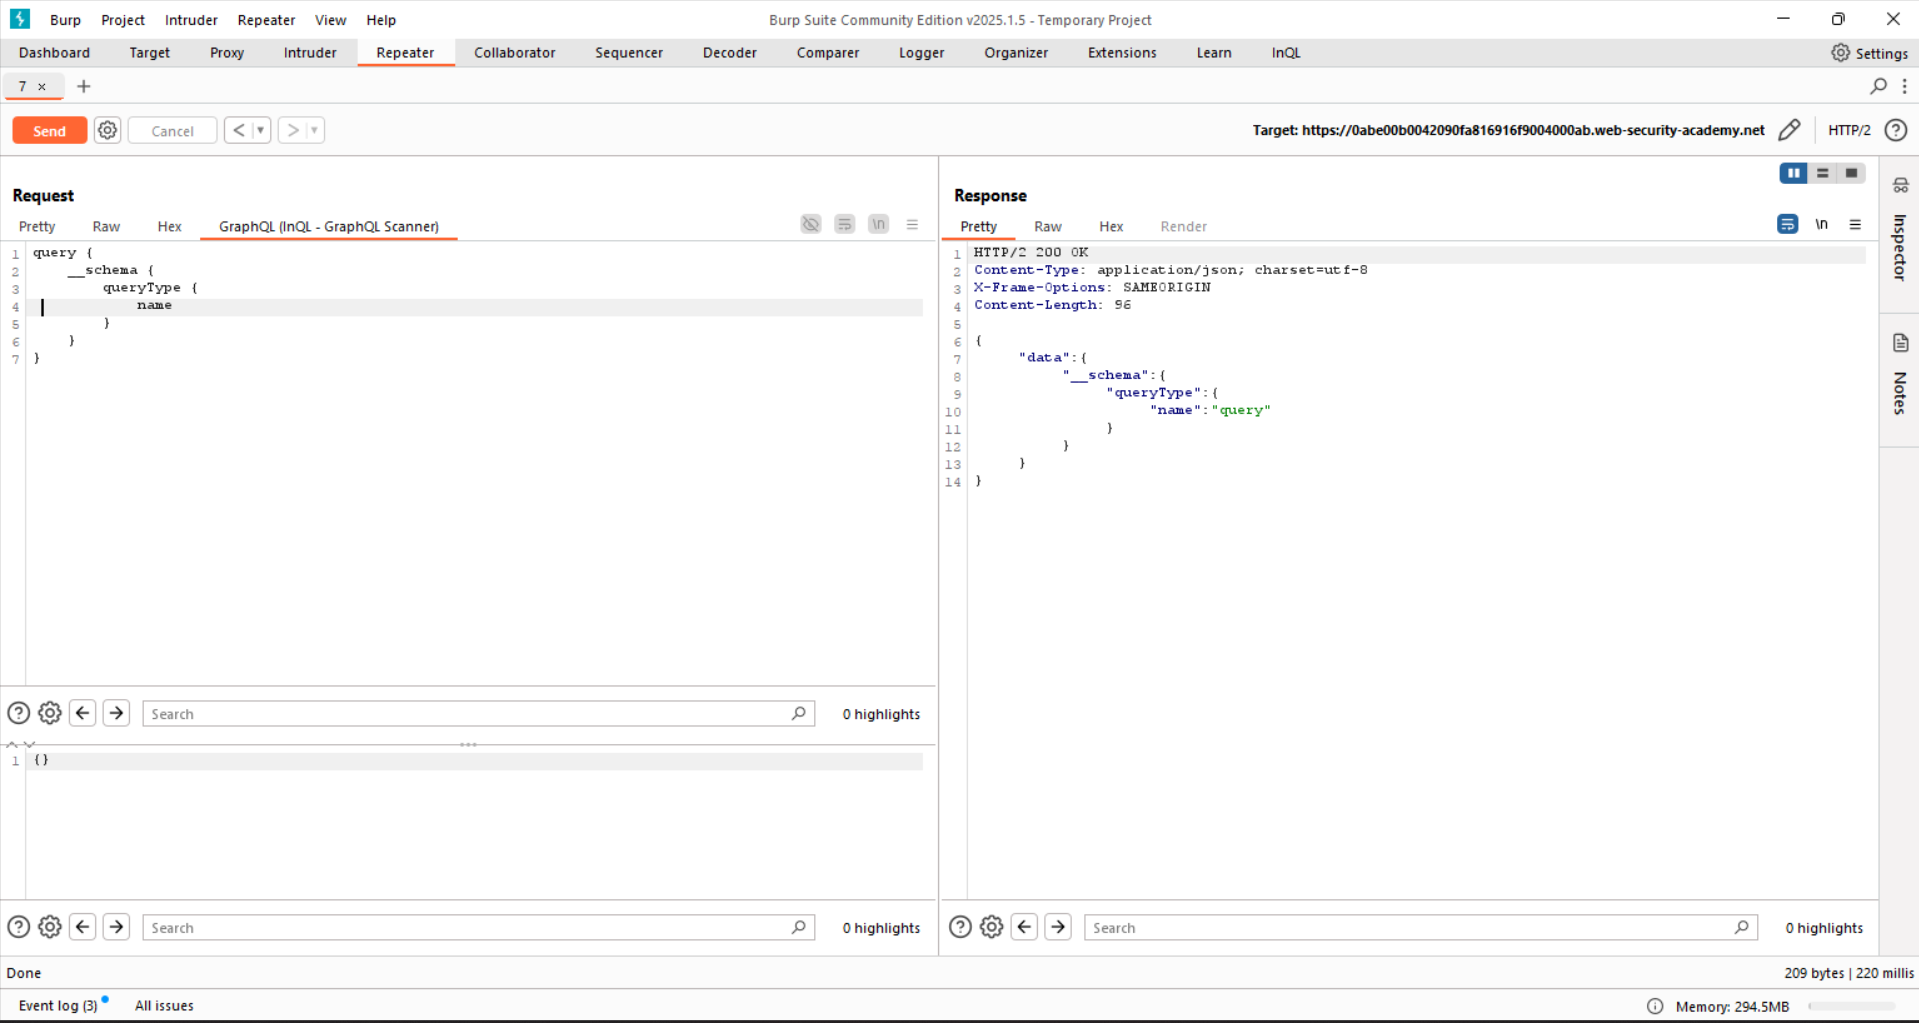 Burp Project Intruder Repeater View Help
Burp Suite Community Edition v2025.1.5 - Temporary Project
Dashboard Target Proxy Intruder Repeater Collaborator Sequencer Decoder Comparer Logger Organizer Extensions Learn InQL
Settings
7 × +
Send Cancel < >
Target: https://0abe00b0042090fa816916f9004000ab.web-security-academy.net
HTTP/2
Request
Pretty Raw Hex GraphQL (InQL - GraphQL Scanner)
\n
1 query {
2 __schema {
3 queryType {
4 name
5 }
6 }
7 }
Search
0 highlights
1 {}
Search
0 highlights
Response
Pretty Raw Hex Render
\n
1 HTTP/2 200 OK
2 Content-Type: application/json; charset=utf-8
3 X-Frame-Options: SAMEORIGIN
4 Content-Length: 96
5
6 {
7 "data":{
8 "__schema":{
9 "queryType":{
10 "name":"query"
11 }
12 }
13 }
14 }
Search
0 highlights
Inspector
Notes
Done
209 bytes | 220 millis
Event log (3) All issues
Memory: 294.5MB